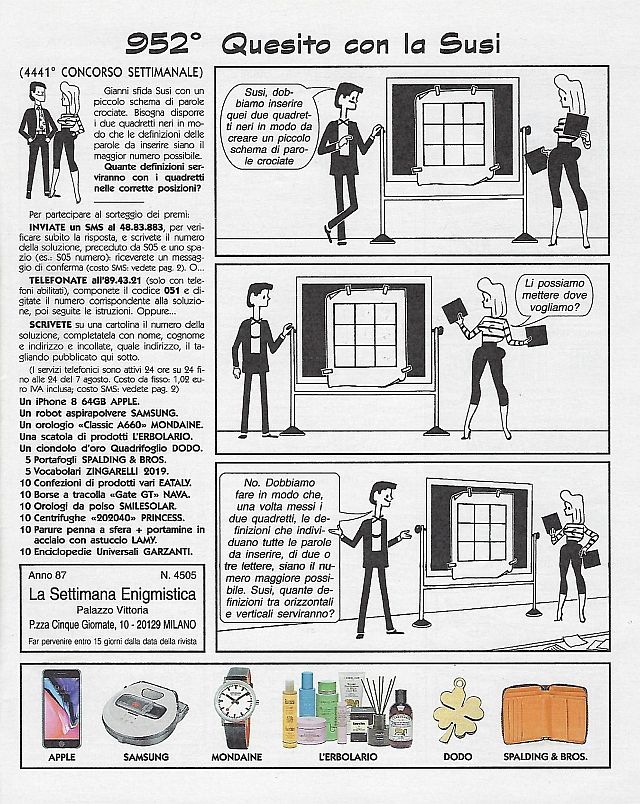 952° Quesito con la Susi
(4441° CONCORSO SETTIMANALE)
Gianni sfida Susi con un
piccolo schema di parole
crociate. Bisogna disporre
i due quadretti neri in mo-
do che le definizioni delle
parole da inserire siano il
maggior numero possibile.
Quante definizioni ser-
viranno con i quadretti
nelle corrette posizioni?
Per partecipare al sorteggio dei premi:
INVIATE un SMS al 48.83.883, per veri-
ficare subito la risposta, e scrivete il numero
della soluzione, preceduto da S05 e uno spa-
zio (es.: S05 numero): riceverete un messag-
gio di conferma (costo SMS: vedete pag. 2). O...
TELEFONATE all'89.43.21 (solo con tele-
foni abilitati), componete il codice 051 e di-
gitate il numero corrispondente alla soluzio-
ne, poi seguite le istruzioni. Oppure...
SCRIVETE su una cartolina il numero della
soluzione, completatela con nome, cognome
e indirizzo e incollate, quale indirizzo, il ta-
gliando pubblicato qui sotto.
(I servizi telefonici sono attivi 24 ore su 24 fi-
no alle 24 del 7 agosto. Costo da fisso: 1,02 eu-
ro IVA inclusa; costo SMS: vedete pag. 2)
Un iPhone 8 64GB APPLE.
Un robot aspirapolvere SAMSUNG.
Un orologio «Classic A660» MONDAINE.
Una scatola di prodotti L'ERBOLARIO.
Un ciondolo d'oro Quadrifoglio DODO.
5 Portafogli SPALDING & BROS.
5 Vocabolari ZINGARELLI 2019.
10 Confezioni di prodotti vari EATALY.
10 Borse a tracolla «Gate GT» NAVA.
10 Orologi da polso SMILESOLAR.
10 Centrifughe «202040» PRINCESS.
10 Parure penna a sfera + portamine in
acciaio con astuccio LAMY.
10 Enciclopedie Universali GARZANTI.
Anno 87 N. 4505
La Settimana Enigmistica
Palazzo Vittoria
P.zza Cinque Giornate, 10 - 20129 MILANO
Far pervenire entro 15 giorni dalla data della rivista
Susi, dob-
biamo inserire
quei due quadret-
ti neri in modo da
creare un piccolo
schema di paro-
le crociate
Li possiamo
mettere dove
vogliamo?
No. Dobbiamo
fare in modo che,
una volta messi i
due quadretti, le de-
finizioni che indivi-
duano tutte le parole
da inserire, di due o
tre lettere, siano il nu-
mero maggiore possi-
bile. Susi, quante de-
finizioni tra orizzontali
e verticali serviranno?
APPLE
SAMSUNG
MONDAINE
L'ERBOLARIO
DODO
SPALDING & BROS.